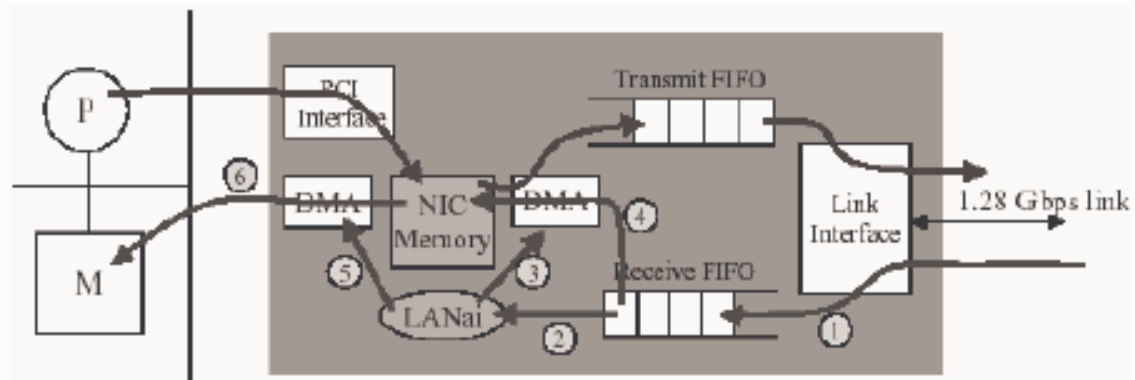 P
PCI
Interface
Transmit FIFO
6
DMA
NIC
Memory
DMA
4
Link
Interface
1.28 Gbps link
M
5
3
Receive FIFO
LANai
2
1